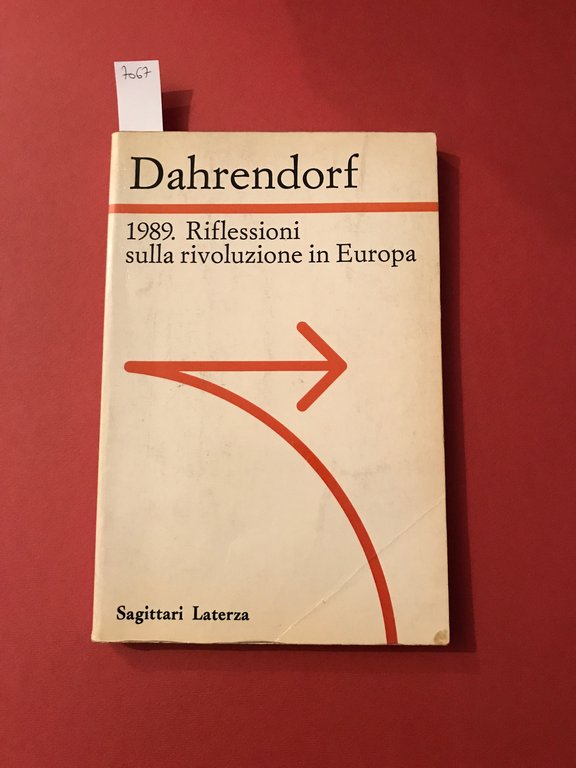 7067
Dahrendorf
1989. Riflessioni
sulla rivoluzione in Europa
Sagittari Laterza